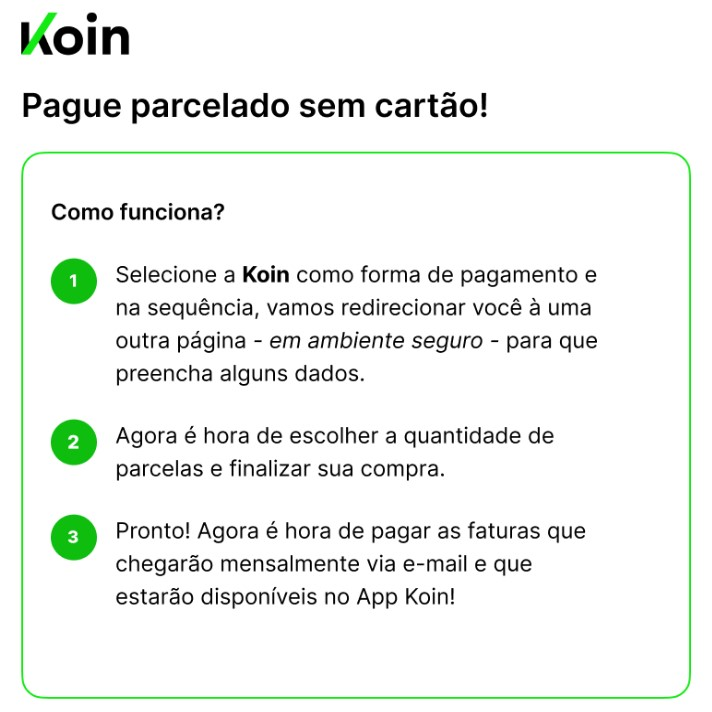 Koin
Pague parcelado sem cartão!
Como funciona?
1
Selecione a Koin como forma de pagamento e
na sequência, vamos redirecionar você à uma
outra página - em ambiente seguro - para que
preencha alguns dados.
2
Agora é hora de escolher a quantidade de
parcelas e finalizar sua compra.
3
Pronto! Agora é hora de pagar as faturas que
chegarão mensalmente via e-mail e que
estarão disponíveis no App Koin!